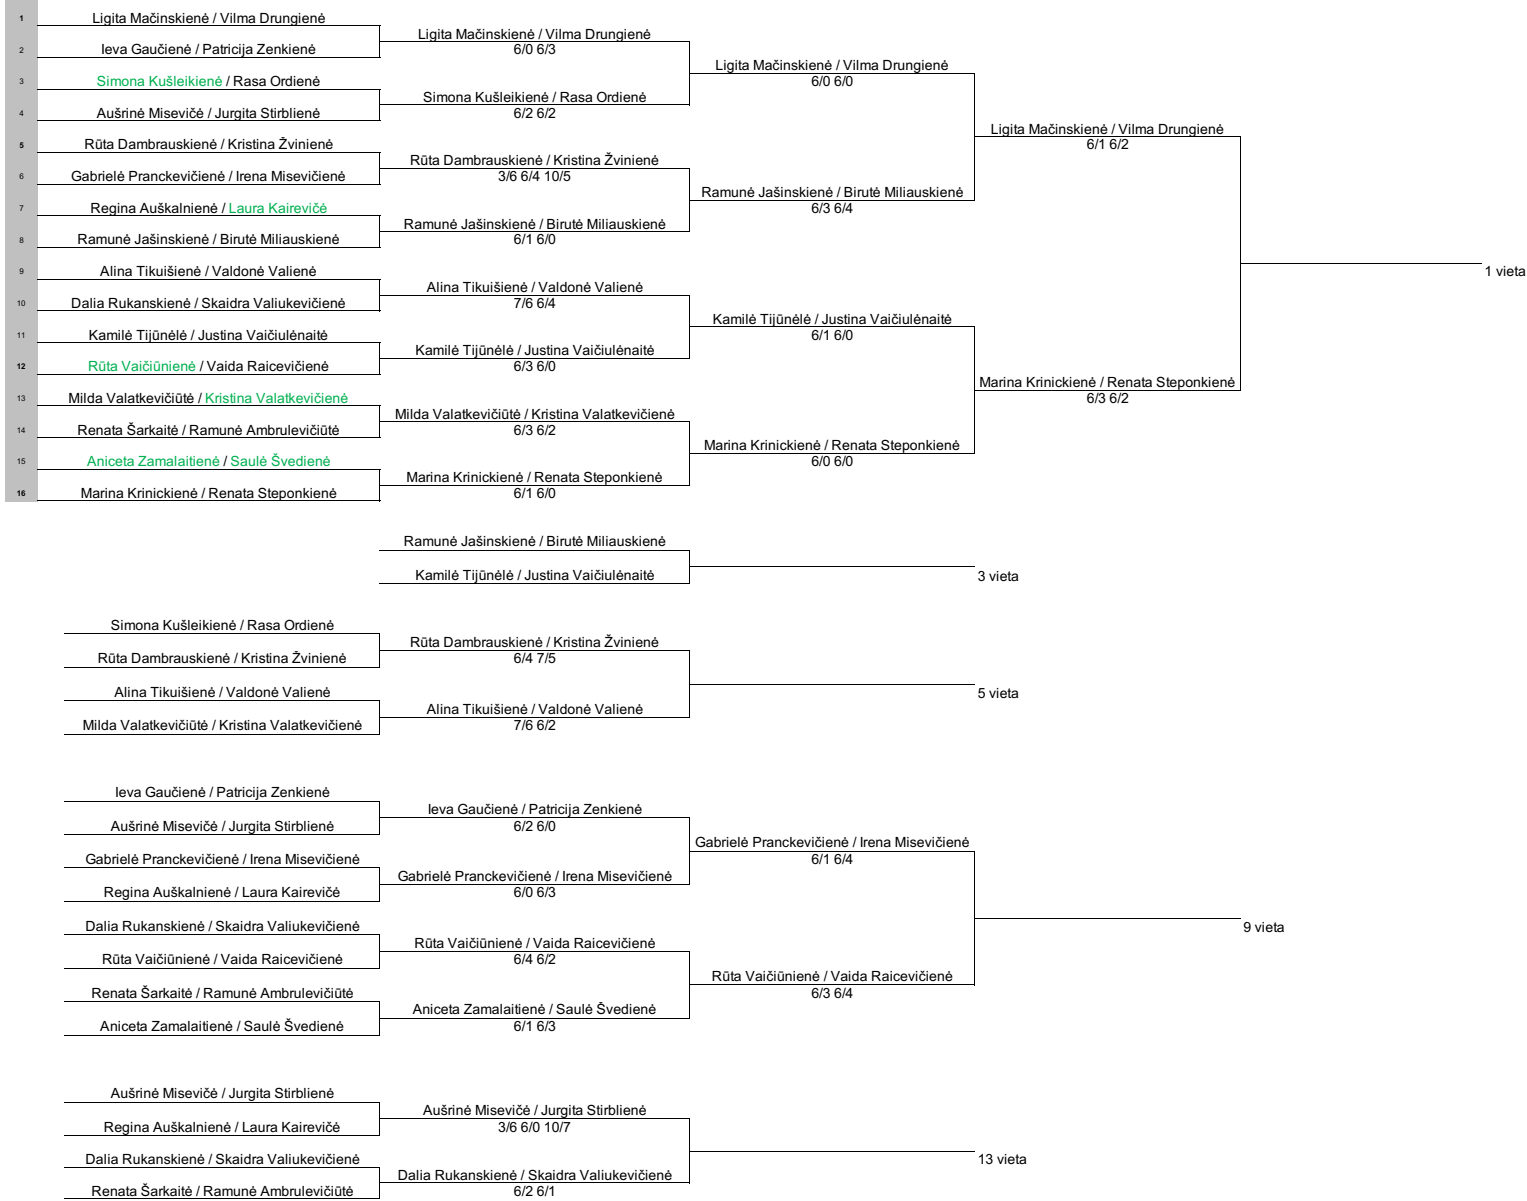 1 Ligita Mačinskienė / Vilma Drungienė
Ligita Mačinskienė / Vilma Drungienė
2 Ieva Gaučienė / Patricija Zenkienė
6/0 6/3
Ligita Mačinskienė / Vilma Drungienė
3 Simona Kušleikienė / Rasa Ordienė
6/0 6/0
Simona Kušleikienė / Rasa Ordienė
4 Aušrinė Misevičė / Jurgita Stirblienė
6/2 6/2
Ligita Mačinskienė / Vilma Drungienė
5 Rūta Dambrauskienė / Kristina Žvinienė
6/1 6/2
Rūta Dambrauskienė / Kristina Žvinienė
6 Gabrielė Pranckevičienė / Irena Misevičienė
3/6 6/4 10/5
Ramunė Jašinskienė / Birutė Miliauskienė
7 Regina Auškalnienė / Laura Kairevičė
6/3 6/4
Ramunė Jašinskienė / Birutė Miliauskienė
8 Ramunė Jašinskienė / Birutė Miliauskienė
6/1 6/0
9 Alina Tikuišienė / Valdonė Valienė
1 vieta
Alina Tikuišienė / Valdonė Valienė
10 Dalia Rukanskienė / Skaidra Valiukevičienė
7/6 6/4
Kamilė Tijūnėlė / Justina Vaičiulėnaitė
11 Kamilė Tijūnėlė / Justina Vaičiulėnaitė
6/1 6/0
Kamilė Tijūnėlė / Justina Vaičiulėnaitė
12 Rūta Vaičiūnienė / Vaida Raicevičienė
6/3 6/0
Marina Krinickienė / Renata Steponkienė
13 Milda Valatkevičiūtė / Kristina Valatkevičienė
6/3 6/2
Milda Valatkevičiūtė / Kristina Valatkevičienė
14 Renata Šarkaitė / Ramunė Ambrulevičiūtė
6/3 6/2
Marina Krinickienė / Renata Steponkienė
15 Aniceta Zamalaitienė / Saulė Švedienė
6/0 6/0
Marina Krinickienė / Renata Steponkienė
16 Marina Krinickienė / Renata Steponkienė
6/1 6/0
Ramunė Jašinskienė / Birutė Miliauskienė
Kamilė Tijūnėlė / Justina Vaičiulėnaitė
3 vieta
Simona Kušleikienė / Rasa Ordienė
Rūta Dambrauskienė / Kristina Žvinienė
Rūta Dambrauskienė / Kristina Žvinienė
6/4 7/5
Alina Tikuišienė / Valdonė Valienė
5 vieta
Alina Tikuišienė / Valdonė Valienė
Milda Valatkevičiūtė / Kristina Valatkevičienė
7/6 6/2
Ieva Gaučienė / Patricija Zenkienė
Ieva Gaučienė / Patricija Zenkienė
Aušrinė Misevičė / Jurgita Stirblienė
6/2 6/0
Gabrielė Pranckevičienė / Irena Misevičienė
Gabrielė Pranckevičienė / Irena Misevičienė
6/1 6/4
Gabrielė Pranckevičienė / Irena Misevičienė
Regina Auškalnienė / Laura Kairevičė
6/0 6/3
Dalia Rukanskienė / Skaidra Valiukevičienė
9 vieta
Rūta Vaičiūnienė / Vaida Raicevičienė
Rūta Vaičiūnienė / Vaida Raicevičienė
6/4 6/2
Rūta Vaičiūnienė / Vaida Raicevičienė
Renata Šarkaitė / Ramunė Ambrulevičiūtė
6/3 6/4
Aniceta Zamalaitienė / Saulė Švedienė
Aniceta Zamalaitienė / Saulė Švedienė
6/1 6/3
Aušrinė Misevičė / Jurgita Stirblienė
Aušrinė Misevičė / Jurgita Stirblienė
Regina Auškalnienė / Laura Kairevičė
3/6 6/0 10/7
Dalia Rukanskienė / Skaidra Valiukevičienė
13 vieta
Dalia Rukanskienė / Skaidra Valiukevičienė
Renata Šarkaitė / Ramunė Ambrulevičiūtė
6/2 6/1